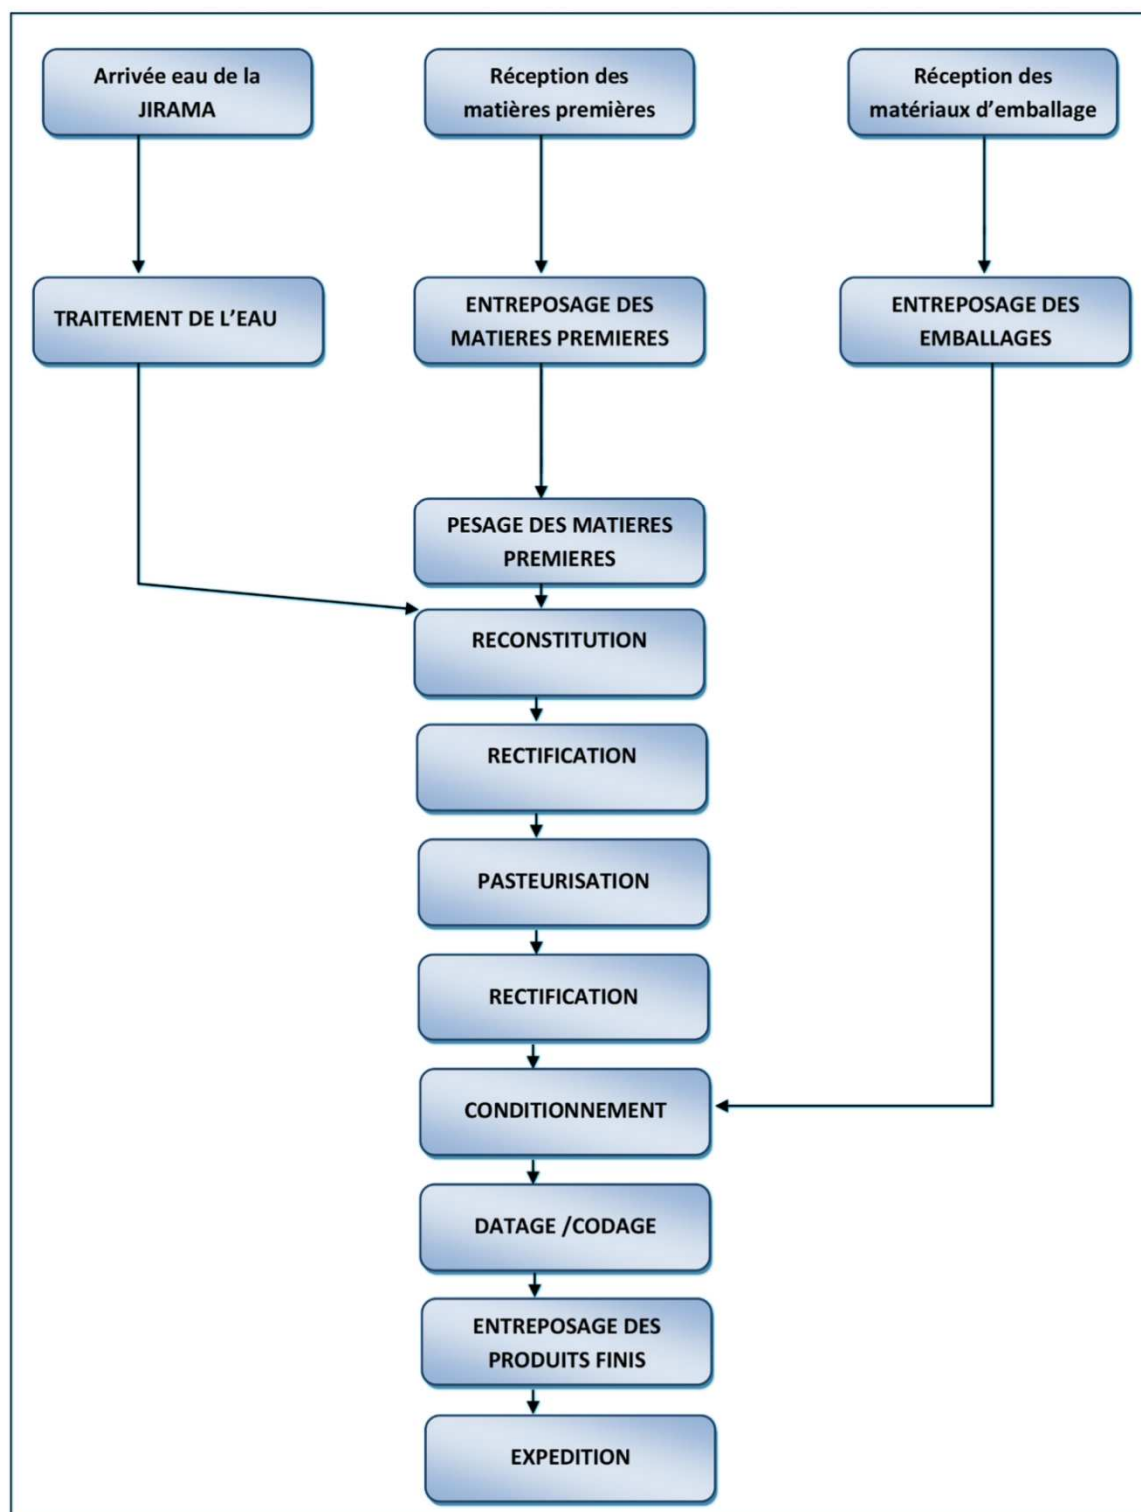 Arrivée eau de la
JIRAMA
Réception des
matières premières
Réception des
matériaux d'emballage
TRAITEMENT DE L'EAU
ENTREPOSAGE DES
MATIERES PREMIERES
ENTREPOSAGE DES
EMBALLAGES
PESAGE DES MATIERES
PREMIERES
RECONSTITUTION
RECTIFICATION
PASTEURISATION
RECTIFICATION
CONDITIONNEMENT
DATAGE /CODAGE
ENTREPOSAGE DES
PRODUITS FINIS
EXPEDITION